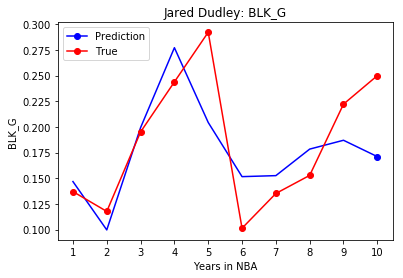 Jared Dudley: BLK_G
Prediction
True
0.300
0.275
0.250
0.225
0.200
0.175
0.150
0.125
0.100
BLK_G
1 2 3 4 5 6 7 8 9 10
Years in NBA